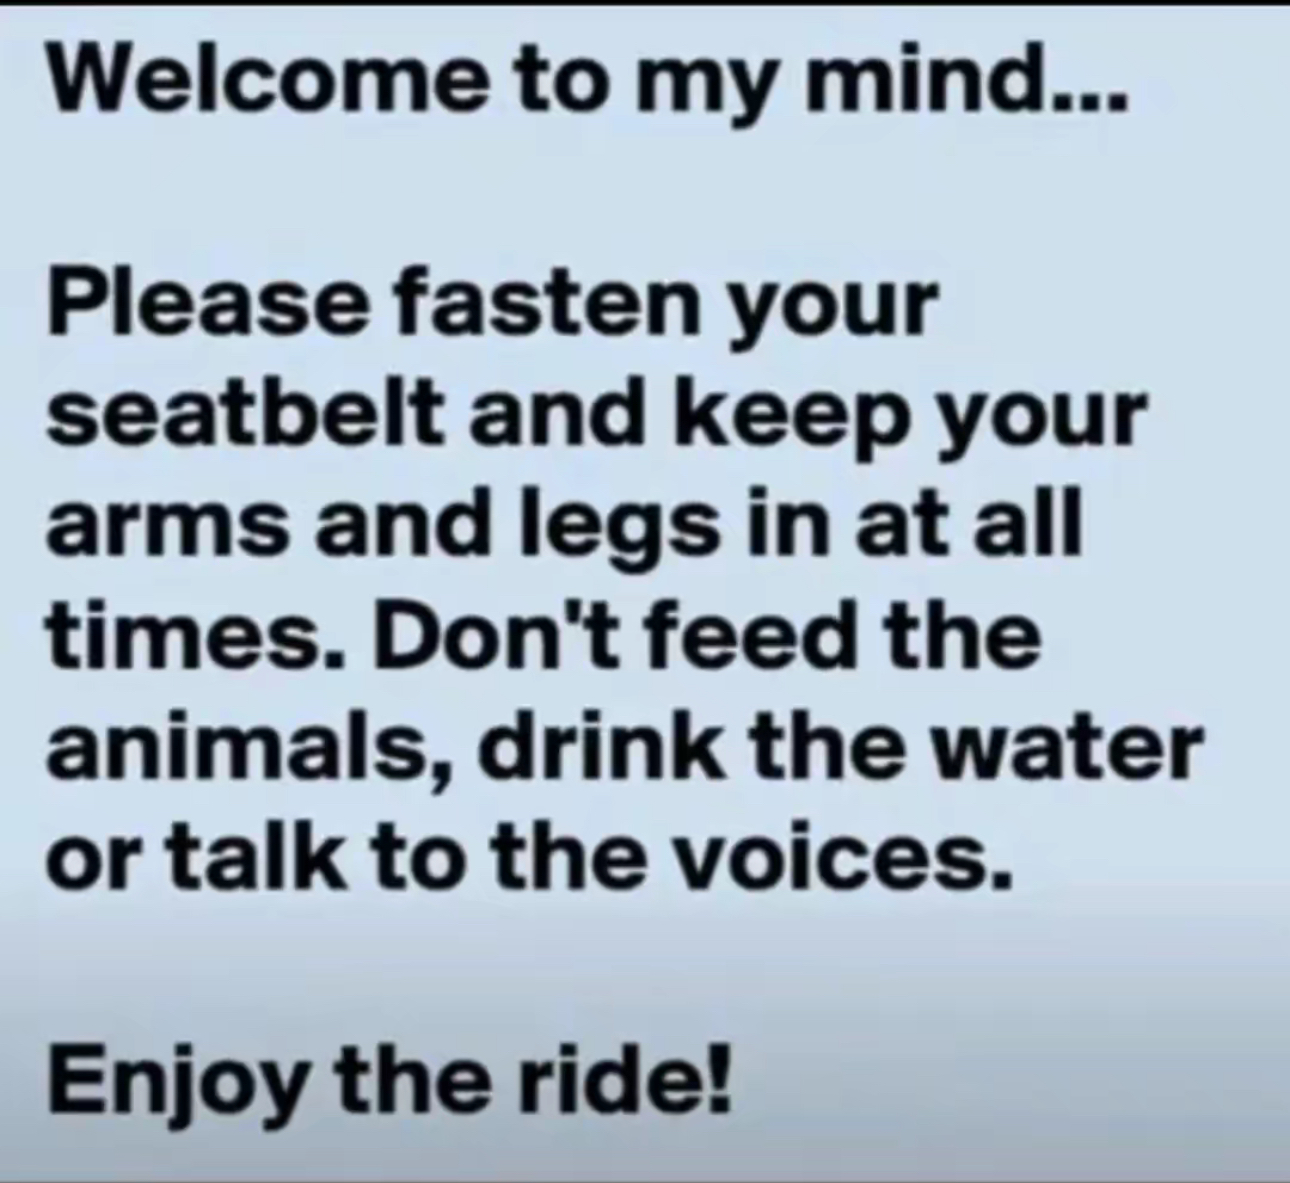 Welcome to my mind...
Please fasten your
seatbelt and keep your
arms and legs in at all
times. Don't feed the
animals, drink the water
or talk to the voices.
Enjoy the ride!